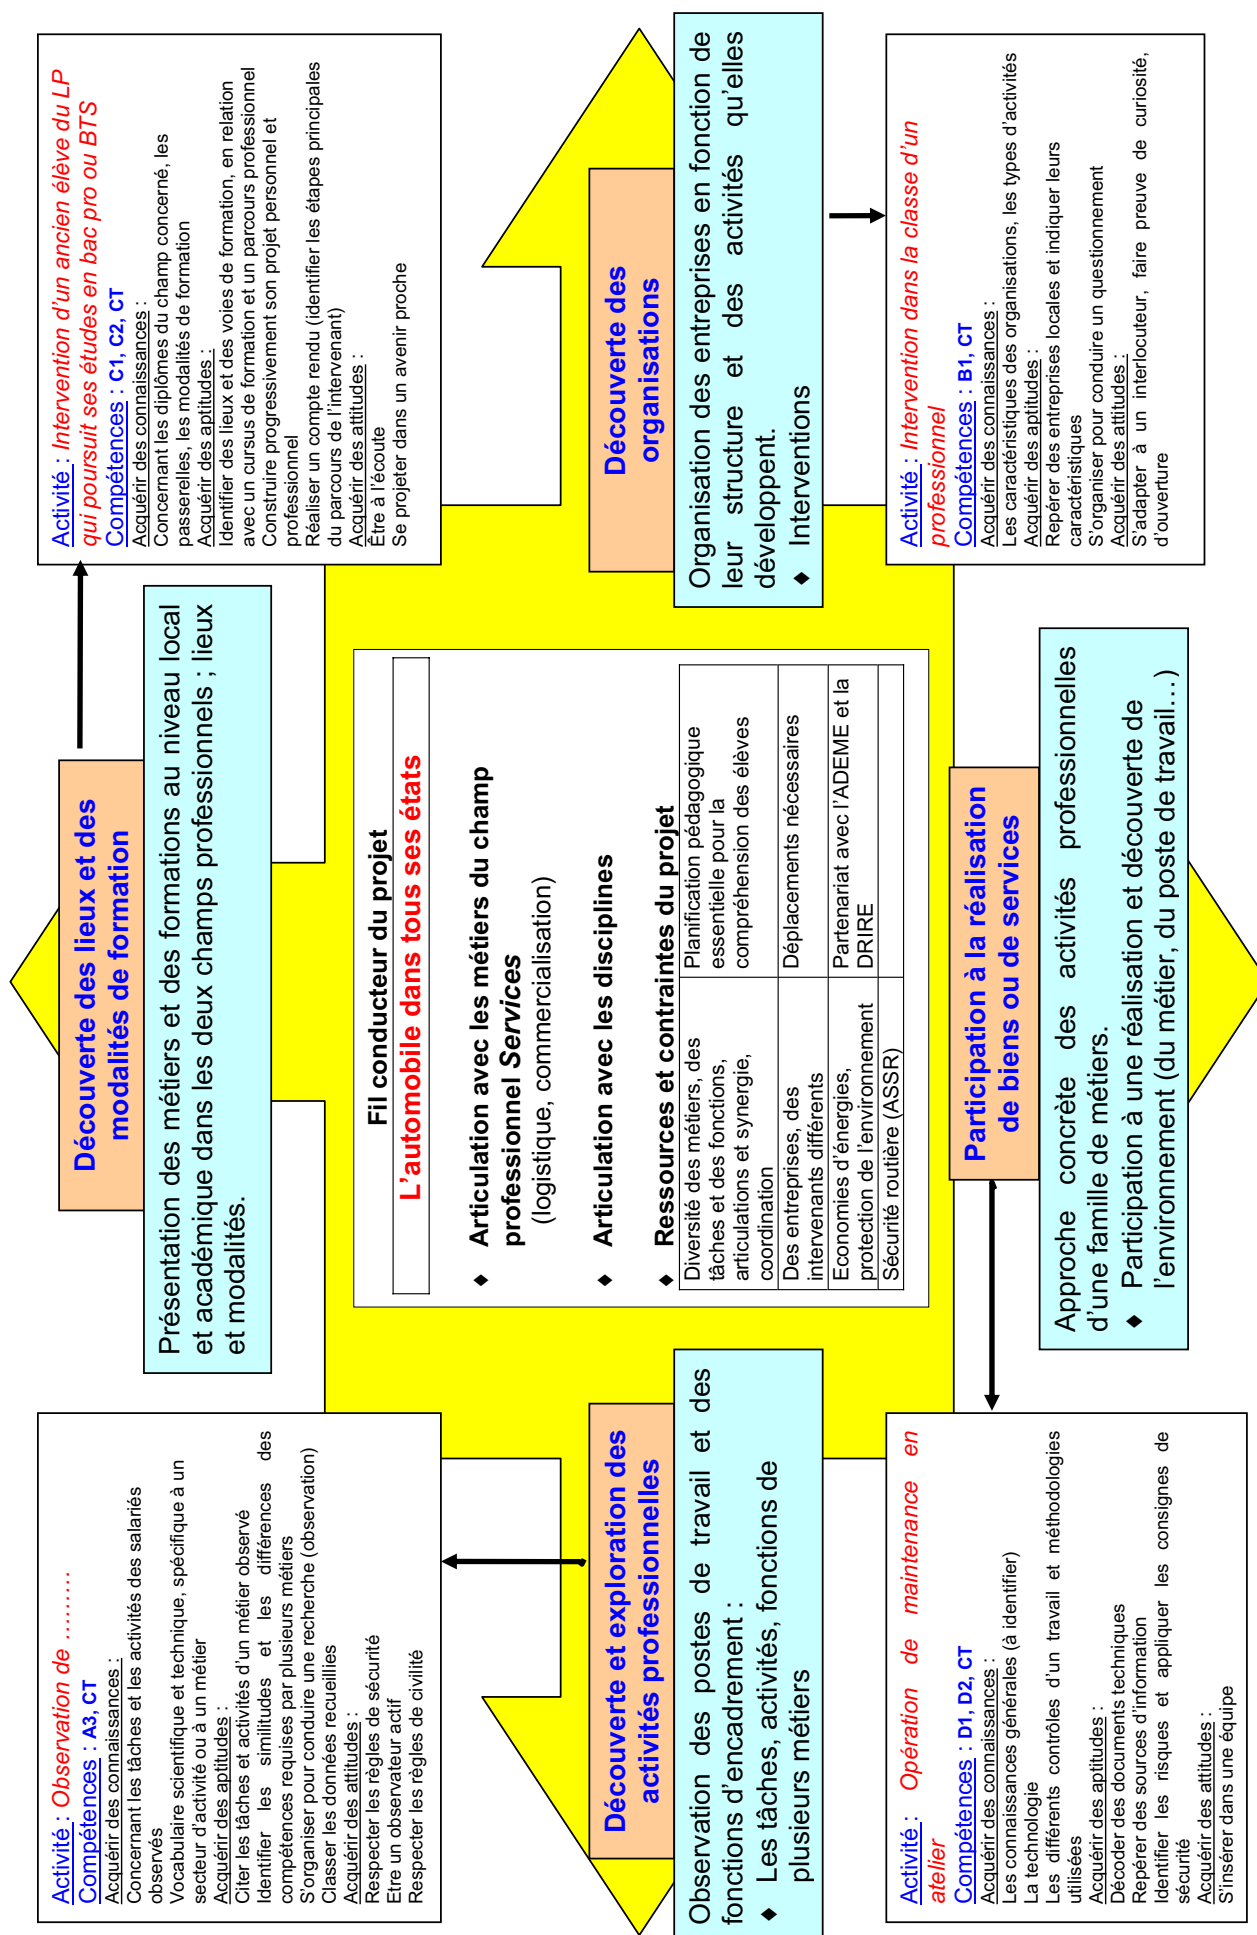 Activité : Observation de ………
Compétences : A3, CT
Acquérir des connaissances :
Concernant les tâches et les activités des salariés
observés
Vocabulaire scientifique et technique, spécifique à un
secteur d'activité ou à un métier
Acquérir des aptitudes :
Citer les tâches et activités d'un métier observé
Identifier les similitudes et les différences des
compétences requises par plusieurs métiers
S'organiser pour conduire une recherche (observation)
Classer les données recueillies
Acquérir des attitudes :
Respecter les règles de sécurité
Etre un observateur actif
Respecter les règles de civilité
Découverte des lieux et des
modalités de formation
Présentation des métiers et des formations au niveau local
et académique dans les deux champs professionnels ; lieux
et modalités.
Activité : Intervention d'un ancien élève du LP
qui poursuit ses études en bac pro ou BTS
Compétences : C1, C2, CT
Acquérir des connaissances :
Concernant les diplômes du champ concerné, les
passerelles, les modalités de formation
Acquérir des aptitudes :
Identifier des lieux et des voies de formation, en relation
avec un cursus de formation et un parcours professionnel
Construire progressivement son projet personnel et
professionnel
Réaliser un compte rendu (identifier les étapes principales
du parcours de l'intervenant)
Acquérir des attitudes :
Être à l'écoute
Se projeter dans un avenir proche
Découverte et exploration des
activités professionnelles
Observation des postes de travail et des
fonctions d'encadrement :
♦ Les tâches, activités, fonctions de
plusieurs métiers
Fil conducteur du projet
L'automobile dans tous ses états
♦ Articulation avec les métiers du champ
professionnel Services
(logistique, commercialisation)
♦ Articulation avec les disciplines
♦ Ressources et contraintes du projet
Diversité des métiers, des
tâches et des fonctions,
articulations et synergie,
coordination
Planification pédagogique
essentielle pour la
compréhension des élèves
Des entreprises, des
intervenants différents
Déplacements nécessaires
Economies d'énergies,
protection de l'environnement
Partenariat avec l'ADEME et la
DRIRE
Sécurité routière (ASSR)
Découverte des
organisations
Organisation des entreprises en fonction de
leur structure et des activités qu'elles
développent.
♦ Interventions
Activité : Opération de maintenance en
atelier
Compétences : D1, D2, CT
Acquérir des connaissances :
Les connaissances générales (à identifier)
La technologie
Les différents contrôles d'un travail et méthodologies
utilisées
Acquérir des aptitudes :
Décoder des documents techniques
Repérer des sources d'information
Identifier les risques et appliquer les consignes de
sécurité
Acquérir des attitudes :
S'insérer dans une équipe
Participation à la réalisation
de biens ou de services
Approche concrète des activités professionnelles
d'une famille de métiers.
♦ Participation à une réalisation et découverte de
l'environnement (du métier, du poste de travail…)
Activité : Intervention dans la classe d'un
professionnel
Compétences : B1, CT
Acquérir des connaissances :
Les caractéristiques des organisations, les types d'activités
Acquérir des aptitudes :
Repérer des entreprises locales et indiquer leurs
caractéristiques
S'organiser pour conduire un questionnement
Acquérir des attitudes :
S'adapter à un interlocuteur, faire preuve de curiosité,
d'ouverture